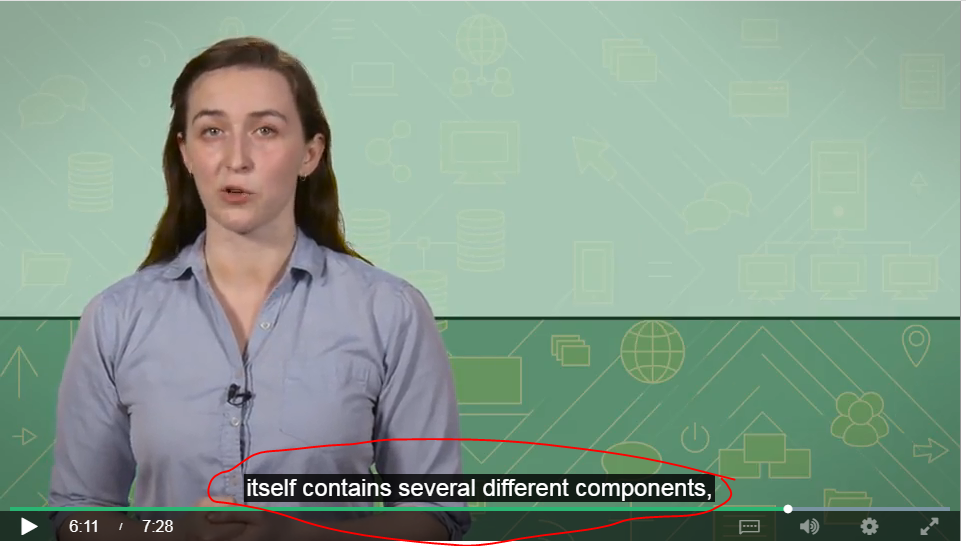 itself contains several different components,
6:11 / 7:28